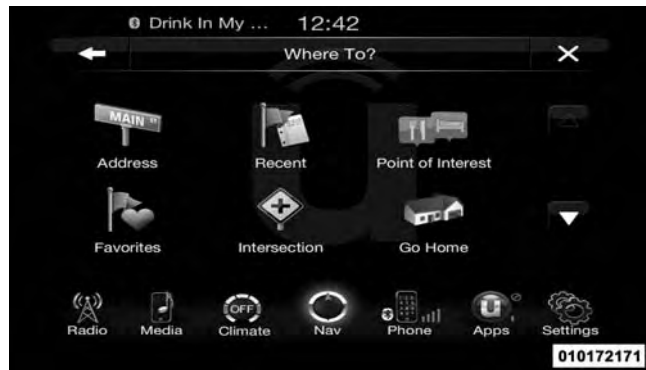 Drink In My ... 12:42
Where To?
MAIN ST
Address Recent Point of Interest
Favorites Intersection Go Home
OFF
Radio Media Climate Nav Phone Apps Settings
010172171